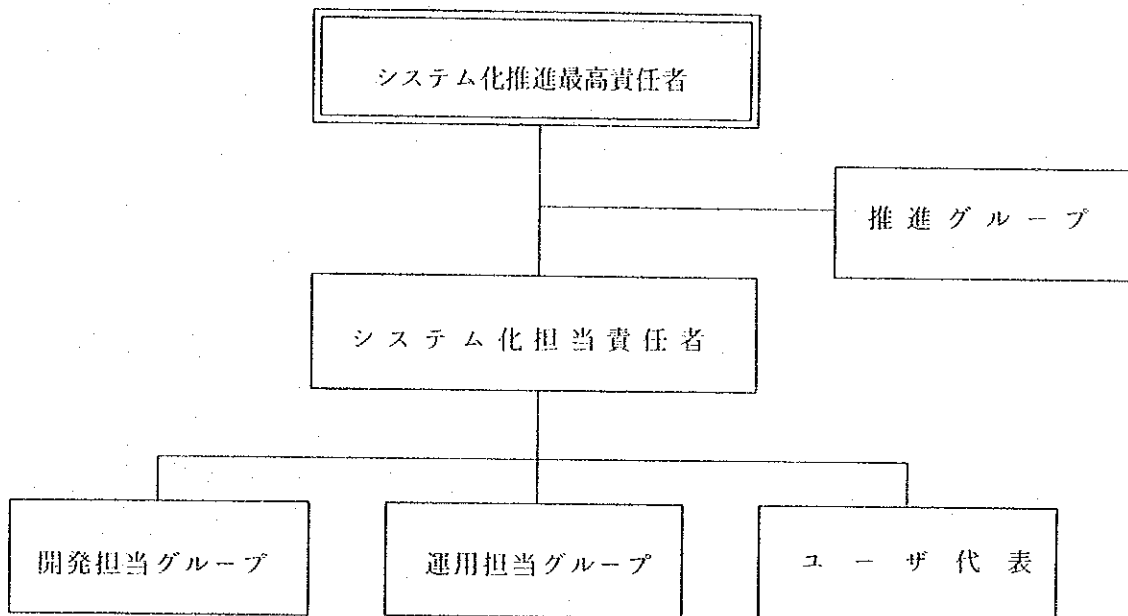 システム化推進最高責任者
推進グループ
システム化担当責任者
開発担当グループ
運用担当グループ
ユーザ代表